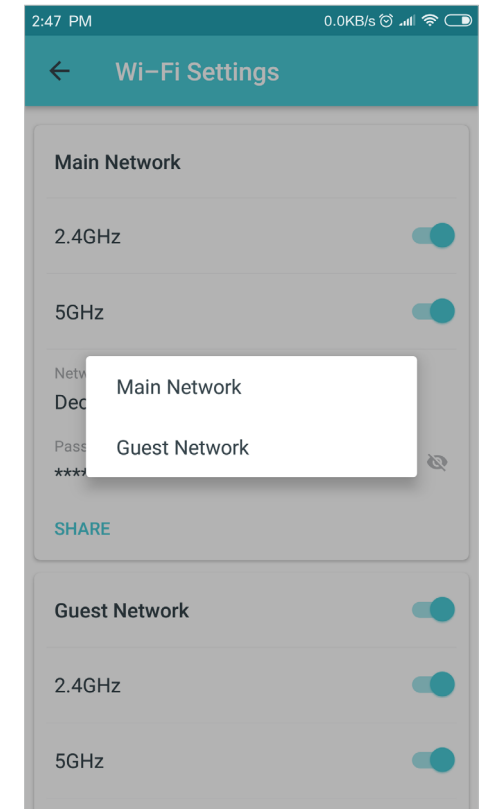 2:47 PM 0.0KB/s
Wi–Fi Settings
Main Network
2.4GHz
5GHz
Main Network
Guest Network
****
SHARE
Guest Network
2.4GHz
5GHz